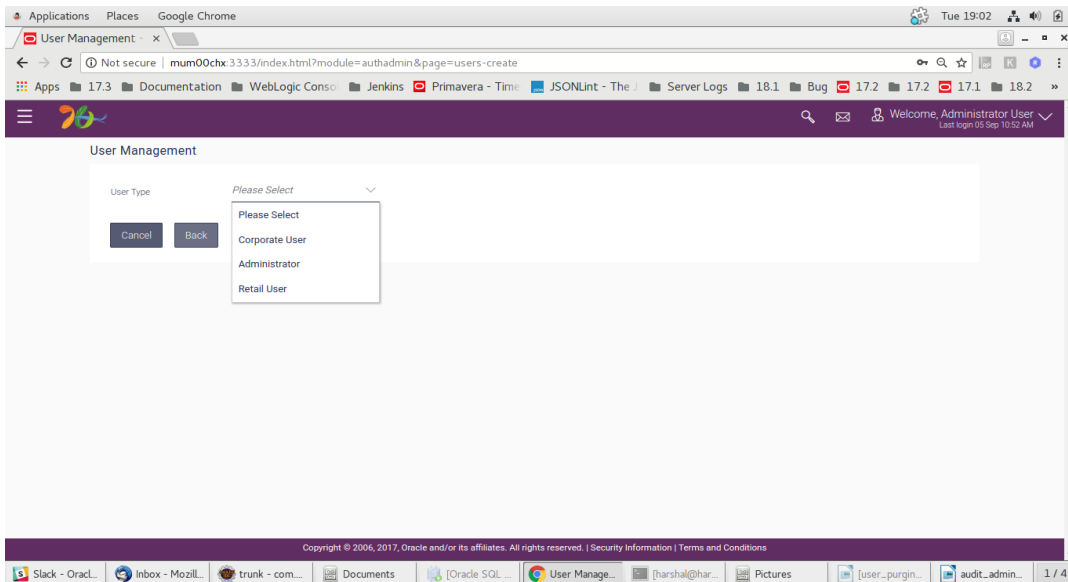 Applications Places Google Chrome Tue 19:02
User Management -
Not secure | mum00chx:3333/index.html?module=authadmin&page=users-create
Apps 17.3 Documentation WebLogic Conso Jenkins Primavera - Time JSONLint - The J Server Logs 18.1 Bug 17.2 17.2 17.1 18.2 »
Welcome, Administrator User
Last login 05 Sep 10:52 AM
User Management
User Type Please Select
Please Select
Cancel Back Corporate User
Administrator
Retail User
Copyright © 2006, 2017, Oracle and/or its affiliates. All rights reserved. | Security Information | Terms and Conditions
Slack - Oracl... Inbox - Mozill... trunk - com.... Documents [Oracle SQL ... User Manage... [harshal@har... Pictures [user_purgin... audit_admin... 1 / 4